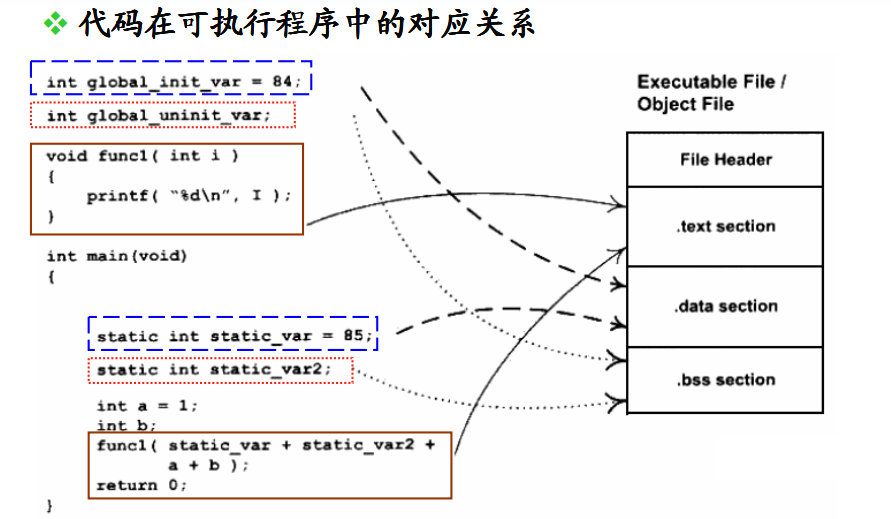 代码在可执行程序中的对应关系
int global_init_var = 84;
int global_uninit_var;
void func1( int i )
{
printf( "%d\n", I );
}
int main(void)
{
static int static_var = 85;
static int static_var2;
int a = 1;
int b;
func1( static_var + static_var2 +
a + b );
return 0;
}
Executable File /
Object File
File Header
.text section
.data section
.bss section